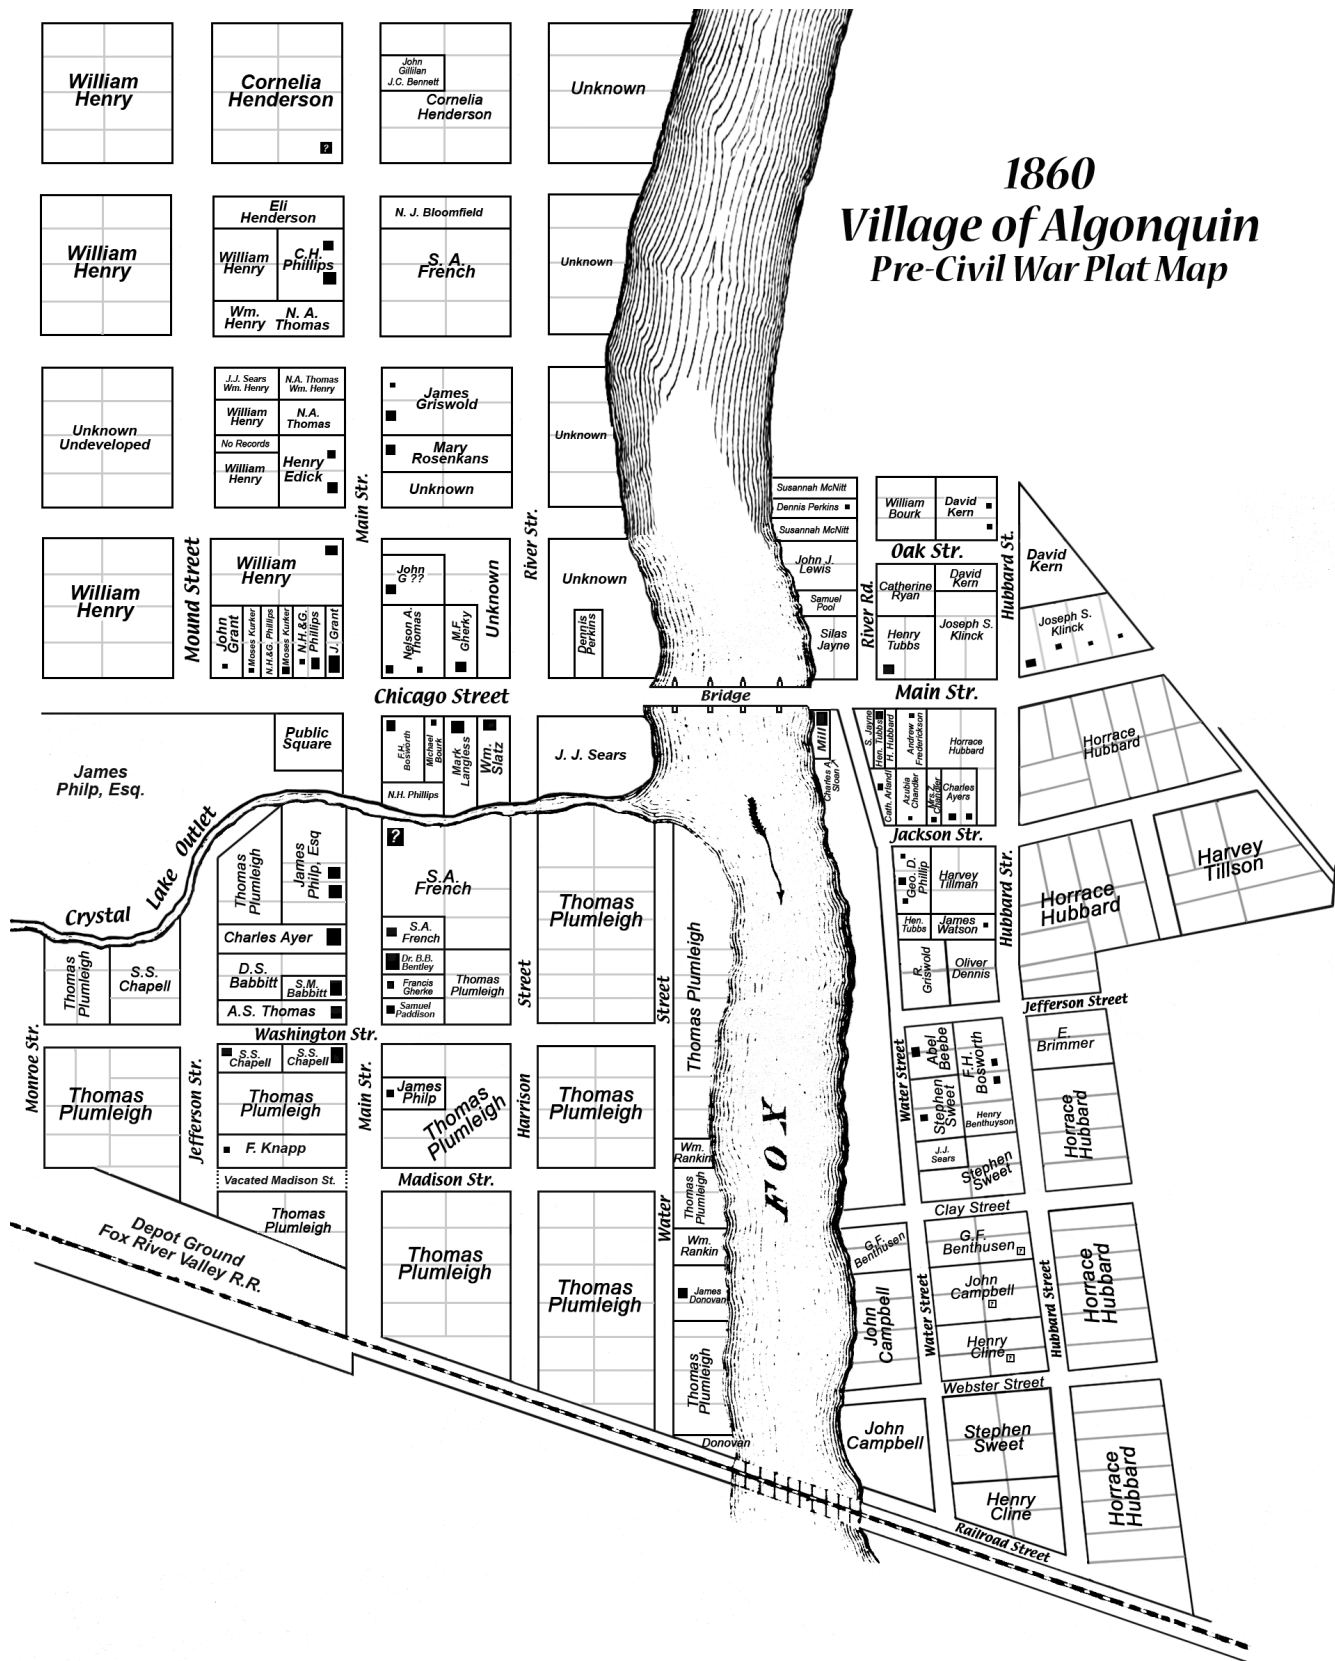 1860
Village of Algonquin
Pre-Civil War Plat Map
William
Henry
Cornelia
Henderson
?
John
Gillilan
J.C. Bennett
Cornelia
Henderson
Unknown
William
Henry
Eli
Henderson
William
Henry
C.H.
Phillips
Wm.
Henry
N. A.
Thomas
N. J. Bloomfield
S. A.
French
Unknown
Unknown
Undeveloped
J.J. Sears
Wm. Henry
N.A. Thomas
Wm. Henry
William
Henry
N.A.
Thomas
No Records
William
Henry
Henry
Edick
Main Str.
James
Griswold
Mary
Rosenkans
Unknown
River Str.
Unknown
William
Henry
Mound Street
William
Henry
John
Grant
Moses Kurker
N.H.&G. Phillips
Moses Kurker
N.H.&G.
Phillips
J. Grant
John
G ??
Nelson A.
Thomas
M.F.
Gherky
Unknown
Unknown
Dennis
Perkins
Susannah McNitt
Dennis Perkins
Susannah McNitt
John J.
Lewis
Samuel
Pool
Silas
Jayne
River Rd.
William
Bourk
David
Kern
Oak Str.
Catherine
Ryan
David
Kern
Henry
Tubbs
Joseph S.
Klinck
Hubbard St.
David
Kern
Joseph S.
Klinck
Chicago Street
Bridge
Main Str.
James
Philp, Esq.
Public
Square
F.H.
Bosworth
Michael
Bourk
Mark
Langless
Wm.
Slatz
N.H. Phillips
J. J. Sears
Mill
Charles A.
Sloan
S. Jayne
Hen. Tubbs
H. Hubbard
Andrew
Frederickson
Horrace
Hubbard
Cath. Arlandl
Azubia
Chandler
Mrs. Z.
Chandler
Charles
Ayers
Horrace
Hubbard
Jackson Str.
Crystal
Lake
Outlet
Thomas
Plumleigh
James
Philp, Esq
?
S.A.
French
Thomas
Plumleigh
Geo. D.
Phillip
Harvey
Tillman
Hen.
Tubbs
James
Watson
R.
Griswold
Oliver
Dennis
Hubbard Str.
Horrace
Hubbard
Harvey
Tillson
Thomas
Plumleigh
S.S.
Chapell
Charles Ayer
D.S.
Babbitt
S.M.
Babbitt
A.S. Thomas
S.A.
French
Dr. B.B.
Bentley
Francis
Gherke
Samuel
Paddison
Thomas
Plumleigh
Street
Street
Thomas Plumleigh
Jefferson Street
Washington Str.
Monroe Str.
Thomas
Plumleigh
Jefferson Str.
S.S.
Chapell
S.S.
Chapell
Thomas
Plumleigh
F. Knapp
Vacated Madison St.
Thomas
Plumleigh
Main Str.
James
Philp
Thomas
Plumleigh
Harrison
Thomas
Plumleigh
Wm.
Rankin
Thomas
Plumleigh
Water
Wm.
Rankin
James
Donovan
Thomas
Plumleigh
Donovan
FOX
Water Street
Abel
Beebe
F.H.
Bosworth
Stephen
Sweet
Henry
Benthuyson
J.J.
Sears
Stephen
Sweet
E.
Brimmer
Horrace
Hubbard
Clay Street
Madison Str.
Thomas
Plumleigh
Thomas
Plumleigh
Depot Ground
Fox River Valley R.R.
G.F.
Benthusen
John
Campbell
Water Street
G.F.
Benthusen
?
John
Campbell
?
Henry
Cline
?
Hubbard Street
Horrace
Hubbard
Webster Street
John
Campbell
Stephen
Sweet
Henry
Cline
Horrace
Hubbard
Railroad Street